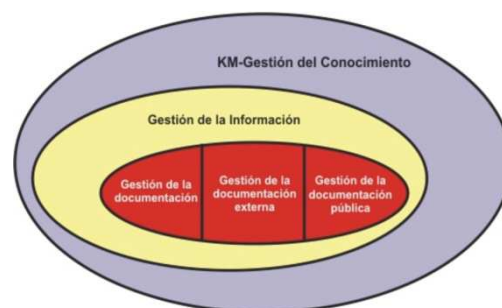 KM-Gestión del Conocimiento
Gestión de la Información
Gestión de la
documentación
Gestión de la
documentación
externa
Gestión de la
documentación
pública